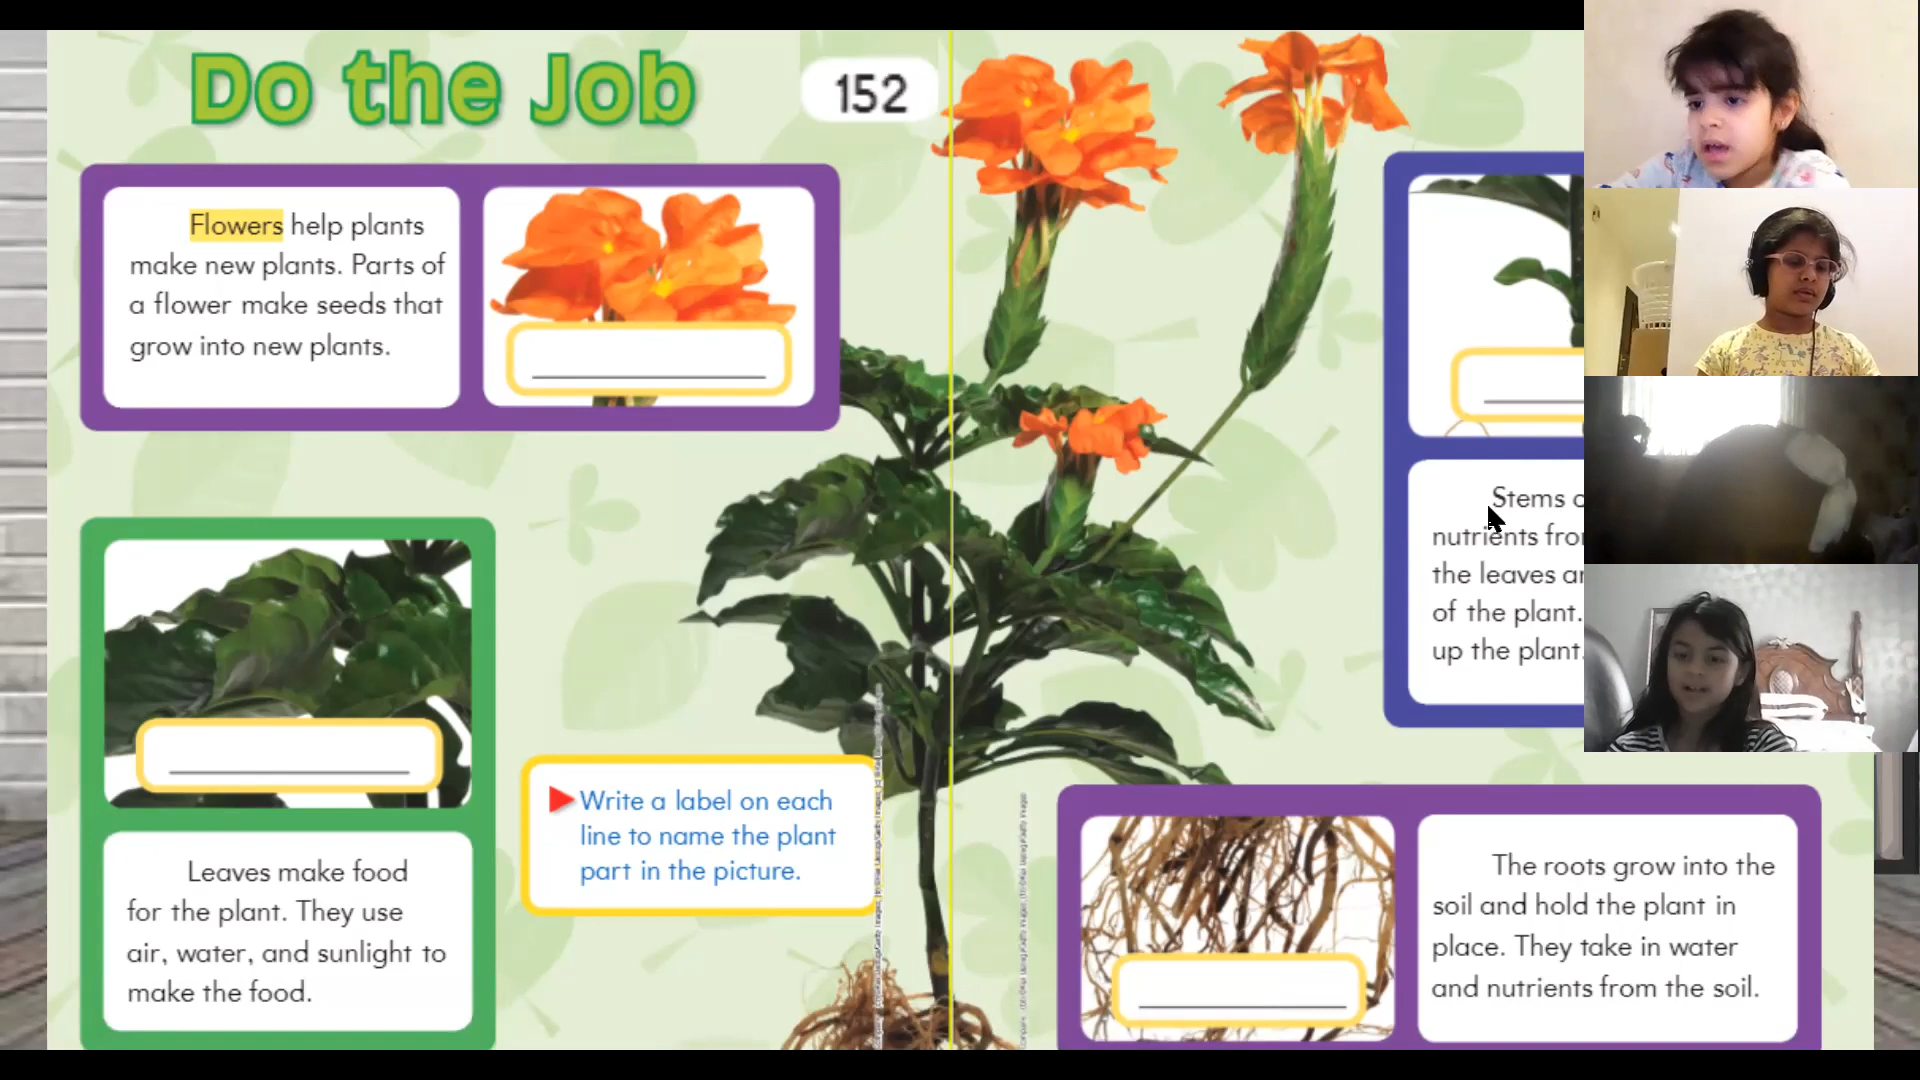 Do the Job
152
Flowers help plants
make new plants. Parts of
a flower make seeds that
grow into new plants.
Leaves make food
for the plant. They use
air, water, and sunlight to
make the food.
Write a label on each
line to name the plant
part in the picture.
Stems
nutrients
the leaves
of the plant.
up the plant.
The roots grow into the
soil and hold the plant in
place. They take in water
and nutrients from the soil.